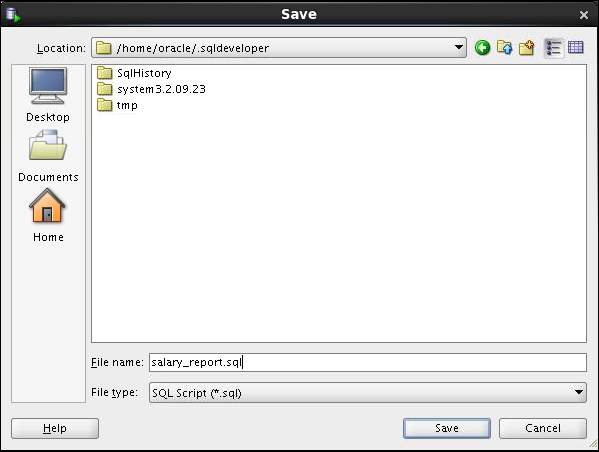 Save
Location: /home/oracle/.sqldeveloper
SqlHistory
system3.2.09.23
tmp
Desktop
Documents
Home
File name: salary_report.sql
File type: SQL Script (*.sql)
Help Save Cancel